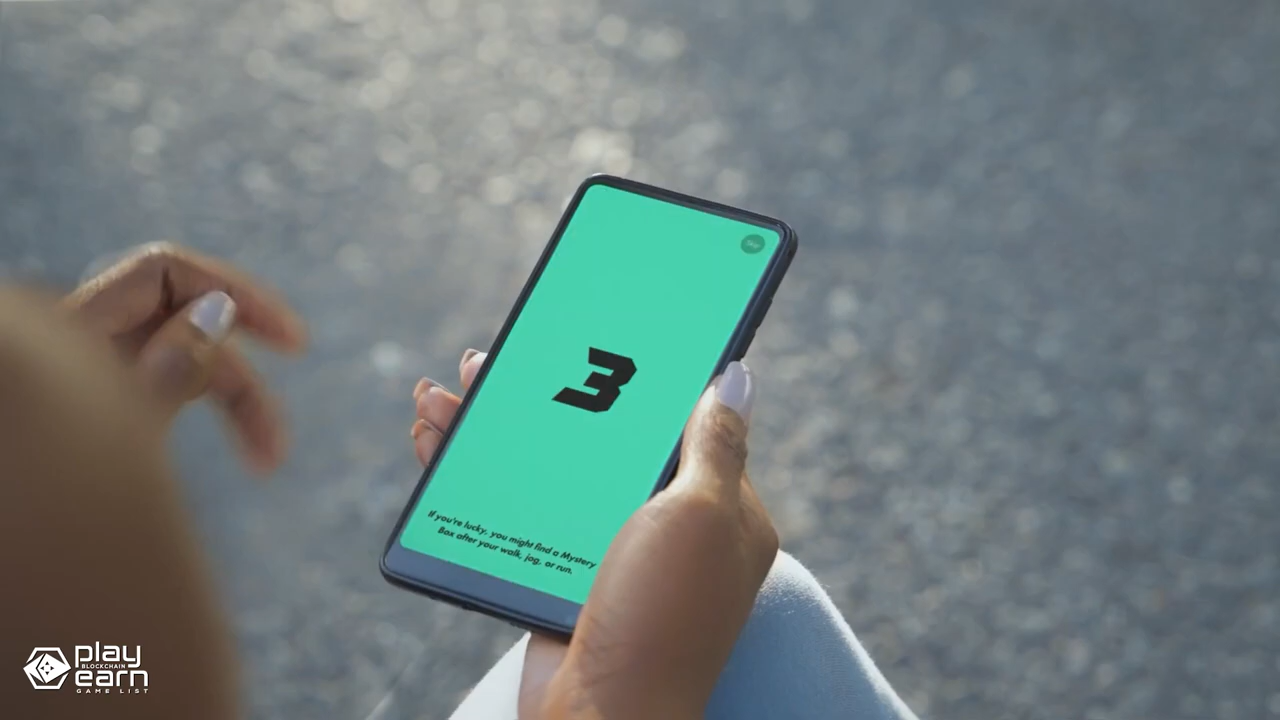 Skip
3
If you're lucky, you might find a Mystery
Box after your walk, jog, or run.
play
BLOCKCHAIN
earn
GAME LIST